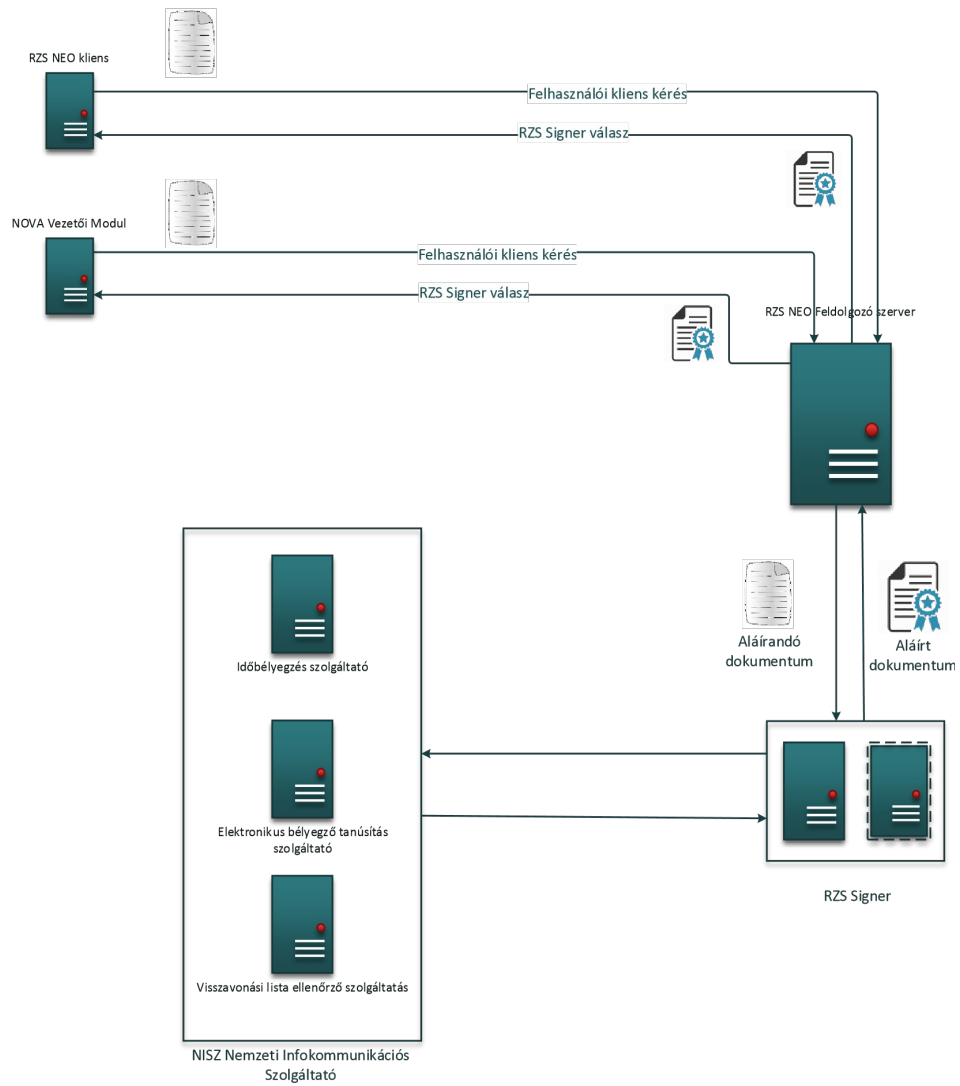 RZS NEO kliens
Felhasználói kliens kérés
RZS Signer válasz
NOVA Vezetői Modul
Felhasználói kliens kérés
RZS Signer válasz
RZS NEO Feldolgozó szerver
Aláírandó
dokumentum
Aláírt
dokumentum
Időbélyegzés szolgáltató
Elektronikus bélyegző tanúsítás
szolgáltató
Visszavonási lista ellenőrző szolgáltatás
RZS Signer
NISZ Nemzeti Infokommunikációs
Szolgáltató